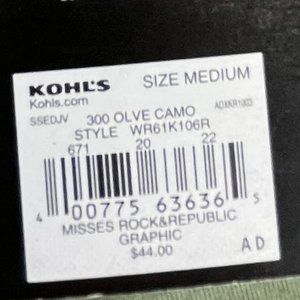 KOHL'S SIZE MEDIUM
Kohls.com
SSEDJV 300 OLVE CAMO
STYLE WR61K106R
671 20 22
4 00775 63636 5
MISSES ROCK&REPUBLIC
GRAPHIC
$44.00 AD